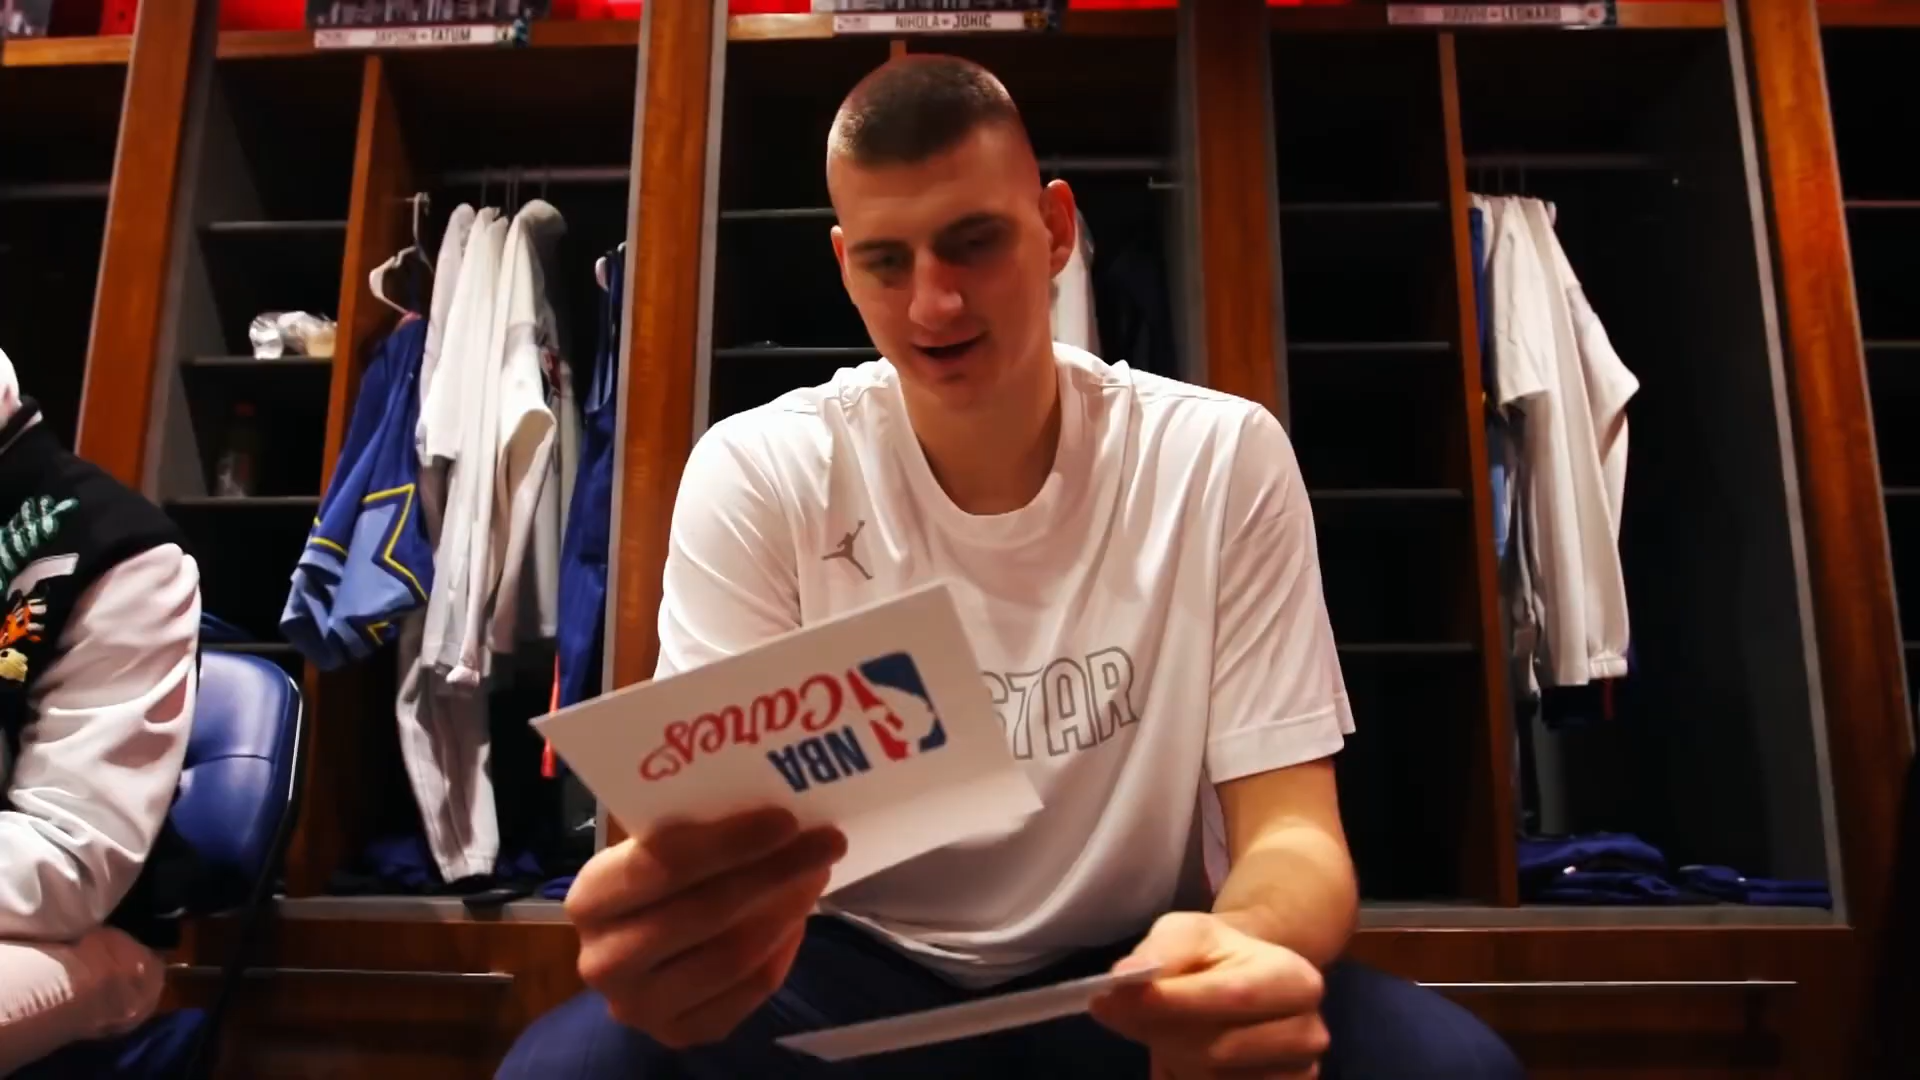 JAYSON TATUM
NIKOLA JOKIC
KAWHI LEONARD
STAR
NBA
Cares